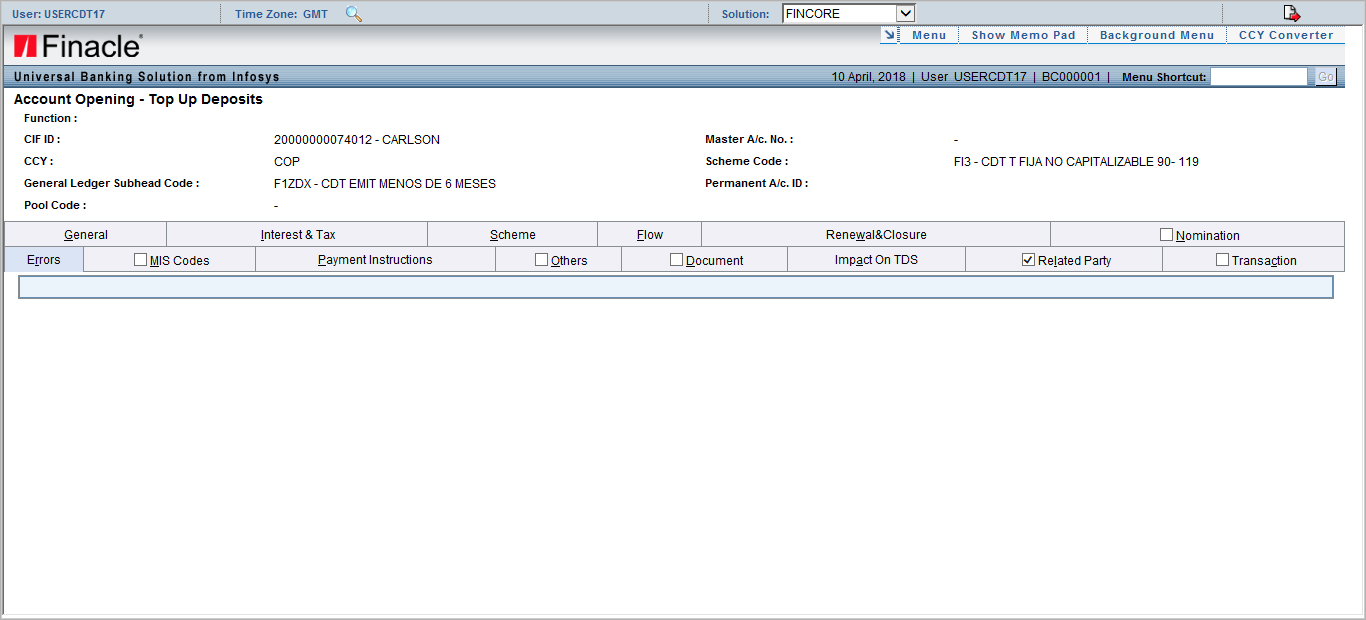 User: USERCDT17 Time Zone: GMT Solution: FINCORE
Menu Show Memo Pad Background Menu CCY Converter
Finacle
Universal Banking Solution from Infosys 10 April, 2018 | User USERCDT17 | BC000001 | Menu Shortcut: Go
Account Opening - Top Up Deposits
Function :
CIF ID : 20000000074012 - CARLSON Master A/c. No. : -
CCY : COP Scheme Code : FI3 - CDT T FIJA NO CAPITALIZABLE 90- 119
General Ledger Subhead Code : F1ZDX - CDT EMIT MENOS DE 6 MESES Permanent A/c. ID :
Pool Code : -
General Interest & Tax Scheme Flow Renewal&Closure Nomination
Errors MIS Codes Payment Instructions Others Document Impact On TDS Related Party Transaction